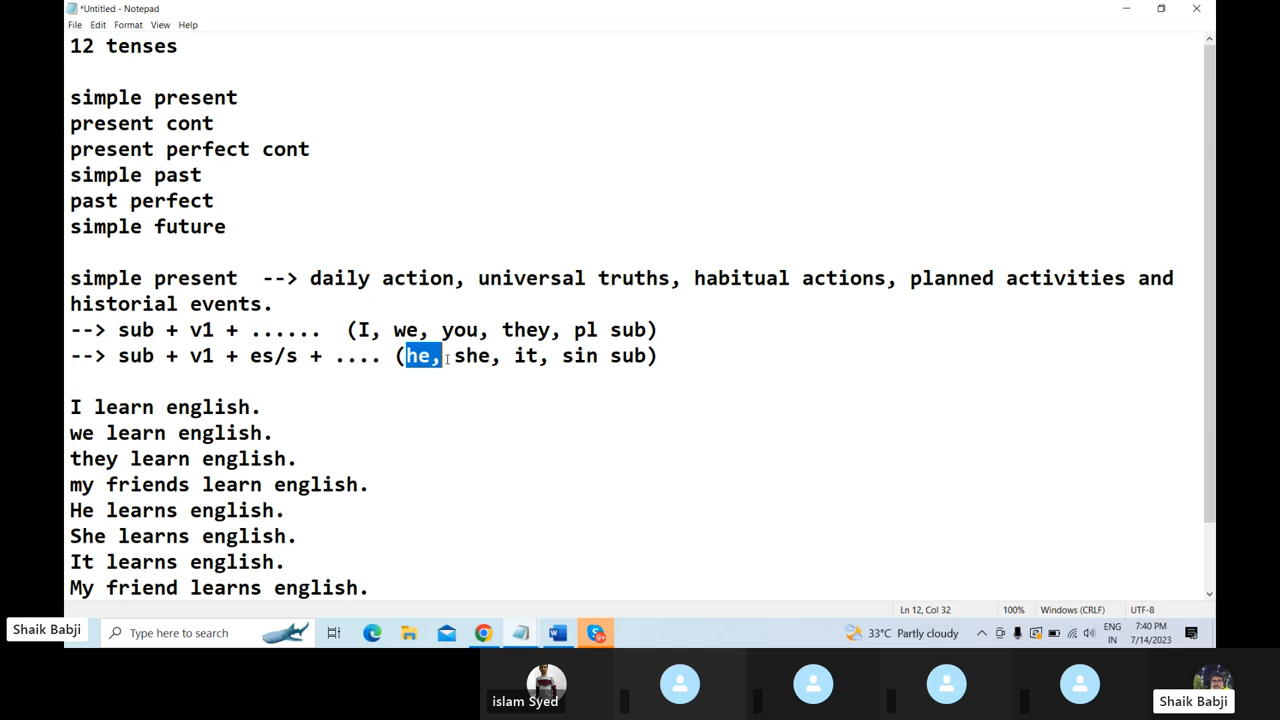 *Untitled - Notepad
File Edit Format View Help
12 tenses
simple present
present cont
present perfect cont
simple past
past perfect
simple future
simple present --> daily action, universal truths, habitual actions, planned activities and
historial events.
--> sub + v1 + ...... (I, we, you, they, pl sub)
--> sub + v1 + es/s + .... (he, she, it, sin sub)
I learn english.
we learn english.
they learn english.
my friends learn english.
He learns english.
She learns english.
It learns english.
My friend learns english.
Ln 12, Col 32 100% Windows (CRLF) UTF-8
Shaik Babji
Type here to search
33°C Partly cloudy
ENG
IN
7:40 PM
7/14/2023
islam Syed
Shaik Babji